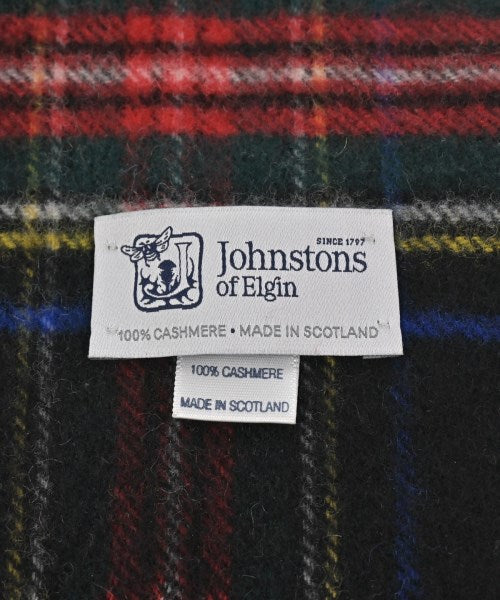 SINCE 1797
Johnstons
of Elgin
100% CASHMERE • MADE IN SCOTLAND
100% CASHMERE
MADE IN SCOTLAND